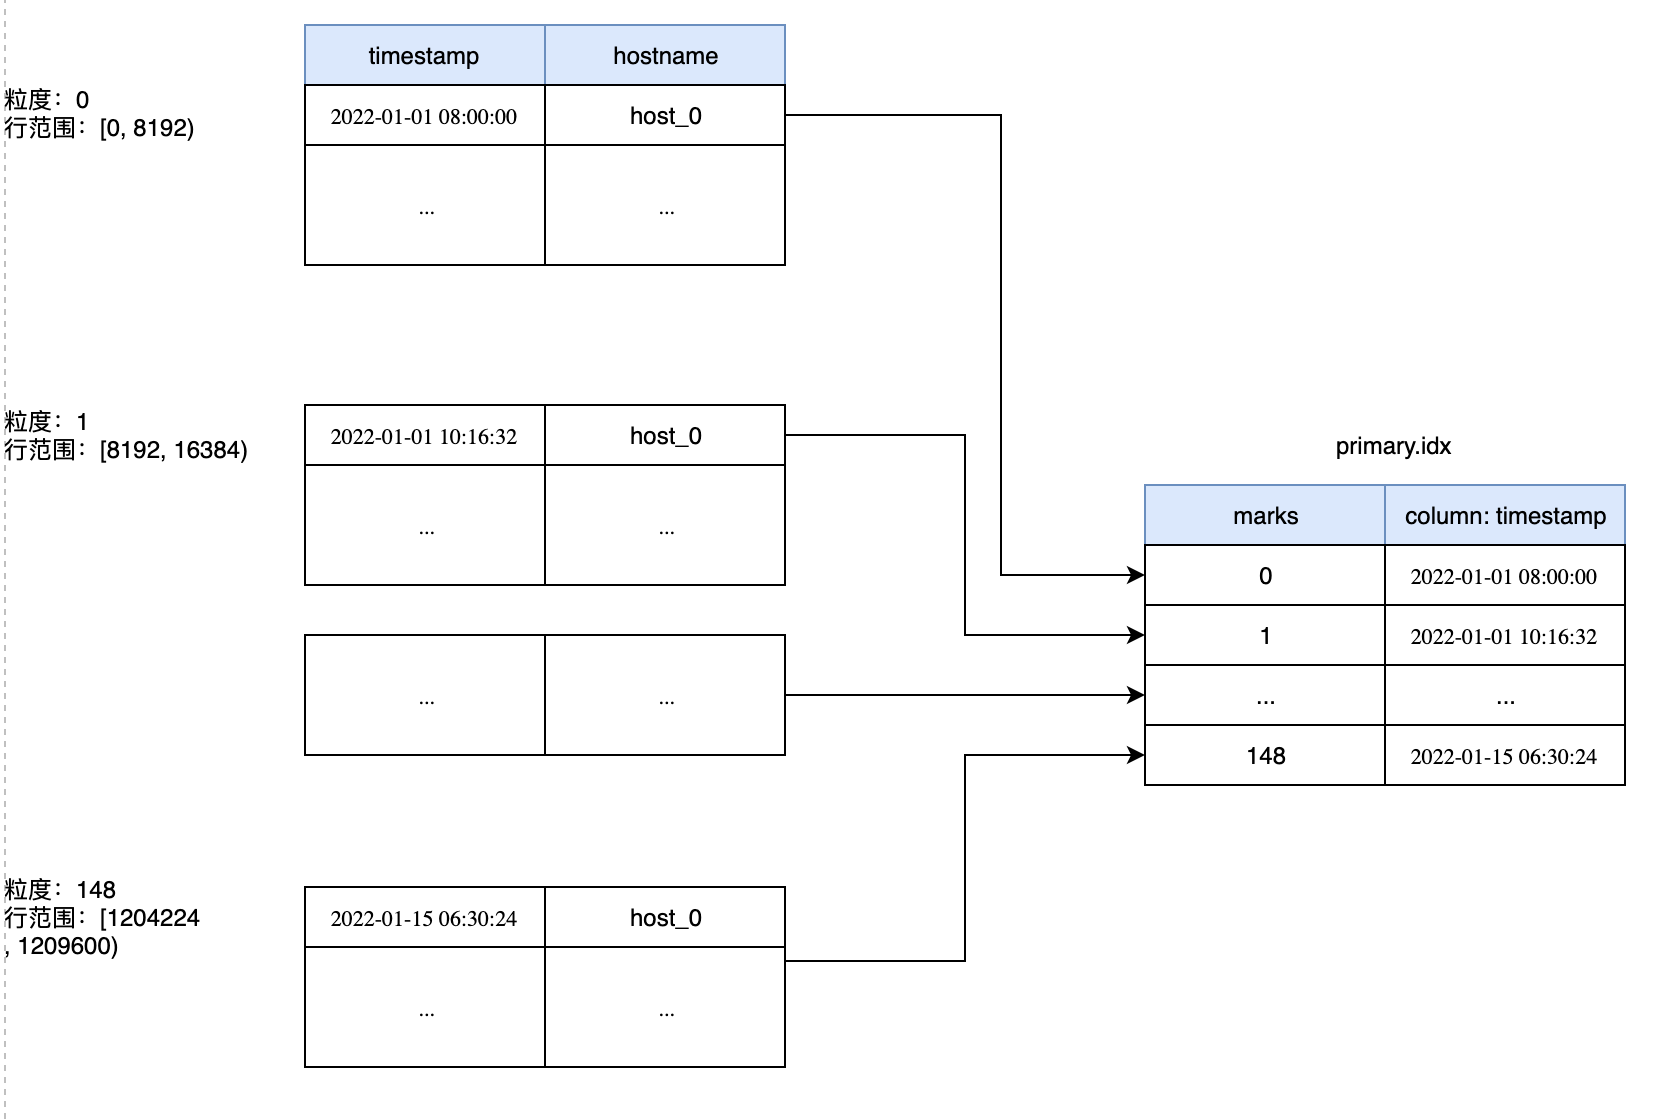 timestamp hostname
粒度：0
行范围：[0, 8192)
2022-01-01 08:00:00 host_0
... ...
粒度：1
行范围：[8192, 16384)
2022-01-01 10:16:32 host_0
... ...
... ...
粒度：148
行范围：[1204224
, 1209600)
2022-01-15 06:30:24 host_0
... ...
primary.idx
marks column: timestamp
0 2022-01-01 08:00:00
1 2022-01-01 10:16:32
... ...
148 2022-01-15 06:30:24